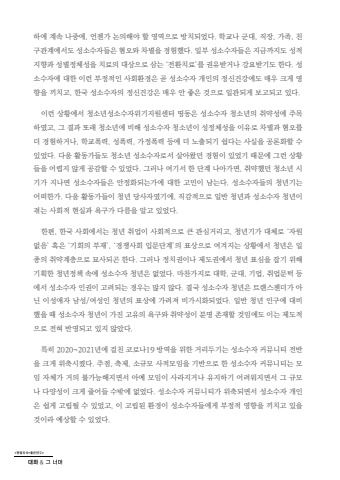 하에 계속 나중에, 언젠가 논의해야 할 영역으로 방치되었다. 학교나 군대, 직장, 가족, 친
구관계에서도 성소수자들은 혐오와 차별을 경험했다. 일부 성소수자들은 지금까지도 성적
지향과 성별정체성을 치료의 대상으로 삼는 '전환치료'를 권유받거나 강요받기도 한다. 성
소수자에 대한 이런 부정적인 사회환경은 곧 성소수자 개인의 정신건강에도 매우 크게 영
향을 끼치고, 한국 성소수자의 정신건강은 매우 안 좋은 것으로 일관되게 보고되고 있다.
이런 상황에서 청소년성소수자위기지원센터 띵동은 성소수자 청소년의 취약성에 주목
하였고, 그 결과 또래 청소년에 비해 성소수자 청소년이 성정체성을 이유로 차별과 혐오를
더 경험하거나, 학교폭력, 성폭력, 가정폭력 등에 더 노출되기 쉽다는 사실을 공론화할 수
있었다. 다움 활동가들도 청소년 성소수자로서 살아왔던 경험이 있었기 때문에 그런 상황
들을 어렵지 않게 공감할 수 있었다. 그러나 여기서 한 단계 나아가면, 취약했던 청소년 시
기가 지나면 성소수자들은 안정화되는가에 대한 고민이 남는다. 성소수자들의 청년기는
어떠한가. 다움 활동가들이 청년 당사자였기에, 직감적으로 일반 청년과 성소수자 청년이
겪는 사회적 현실과 욕구가 다름을 알고 있었다.
한편, 한국 사회에서는 청년 취업이 사회적으로 큰 관심거리고, 청년기가 대체로 '자원
없음' 혹은 '기회의 부재', '경쟁사회 입문단계'의 표상으로 여겨지는 상황에서 청년은 일
종의 취약계층으로 묘사되곤 한다. 그러나 정치권이나 제도권에서 청년 표심을 잡기 위해
기획한 청년정책 속에 성소수자 청년은 없었다. 마찬가지로 대학, 군대, 기업, 취업문턱 등
에서 성소수자 인권이 고려되는 경우는 많지 않다. 결국 성소수자 청년은 트랜스젠더가 아
닌 이성애자 남성/여성인 청년의 표상에 가려져 비가시화되었다. 일반 청년 인구에 대비
했을 때 성소수자 청년이 가진 고유의 욕구와 취약성이 분명 존재할 것임에도 이는 제도적
으로 전혀 반영되고 있지 않았다.
특히 2020~2021년에 걸친 코로나19 방역을 위한 거리두기는 성소수자 커뮤니티 전반
을 크게 위축시켰다. 주점, 축제, 소규모 사적모임을 기반으로 한 성소수자 커뮤니티는 모
임 자체가 거의 불가능해지면서 아예 모임이 사라지거나 유지하기 어려워지면서 그 규모
나 다양성이 크게 줄어들 수밖에 없었다. 성소수자 커뮤니티가 위축되면서 성소수자 개인
은 쉽게 고립될 수 있었고, 이 고립된 환경이 성소수자들에게 부정적 영향을 끼치고 있을
것이라 예상할 수 있었다.
대화 & 그 너머